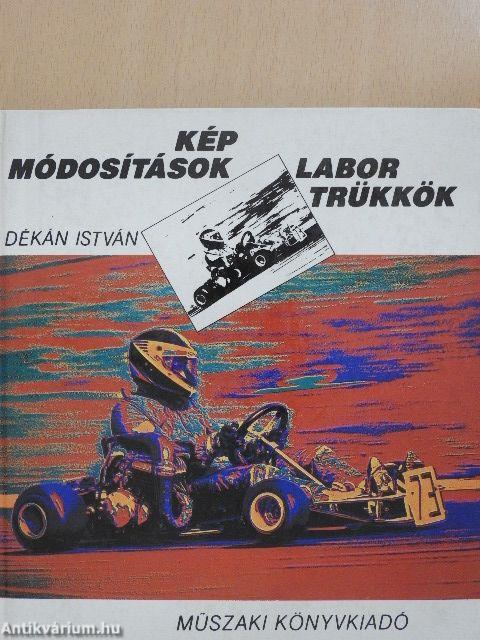 KÉP
MÓDOSÍTÁSOK
LABOR
TRÜKKÖK
DÉKÁN ISTVÁN
MŰSZAKI KÖNYVKIADÓ
Antikvárium.hu